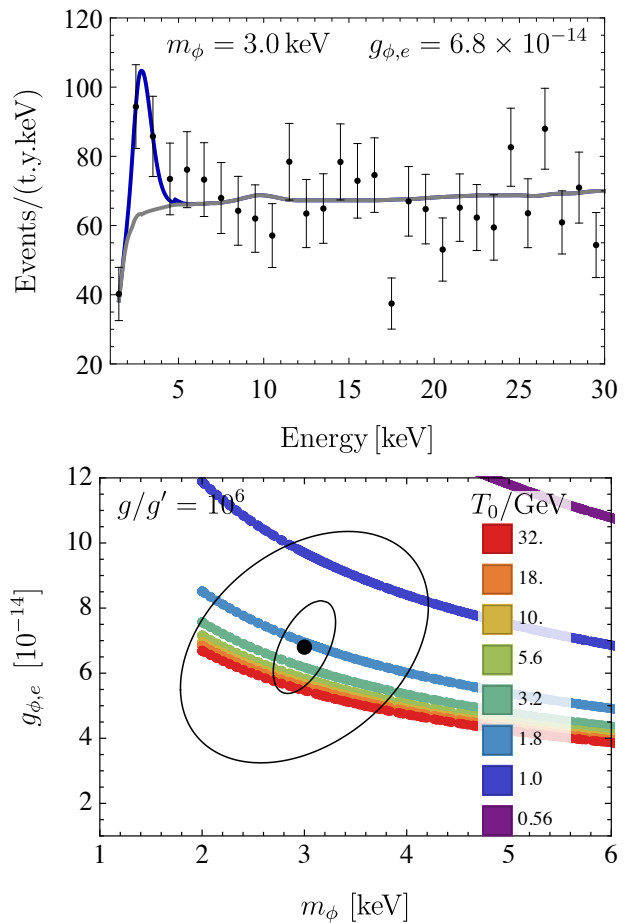 m_ϕ = 3.0 keV g_{ϕ,e} = 6.8 × 10^{-14}
120
100
80
60
40
20
Events/(t.y.keV)
5 10 15 20 25 30
Energy [keV]
g/g′ = 10^6
T_0/GeV
32.
18.
10.
5.6
3.2
1.8
1.0
0.56
12
10
8
6
4
2
g_{ϕ,e} [10^{-14}]
1 2 3 4 5 6
m_ϕ [keV]